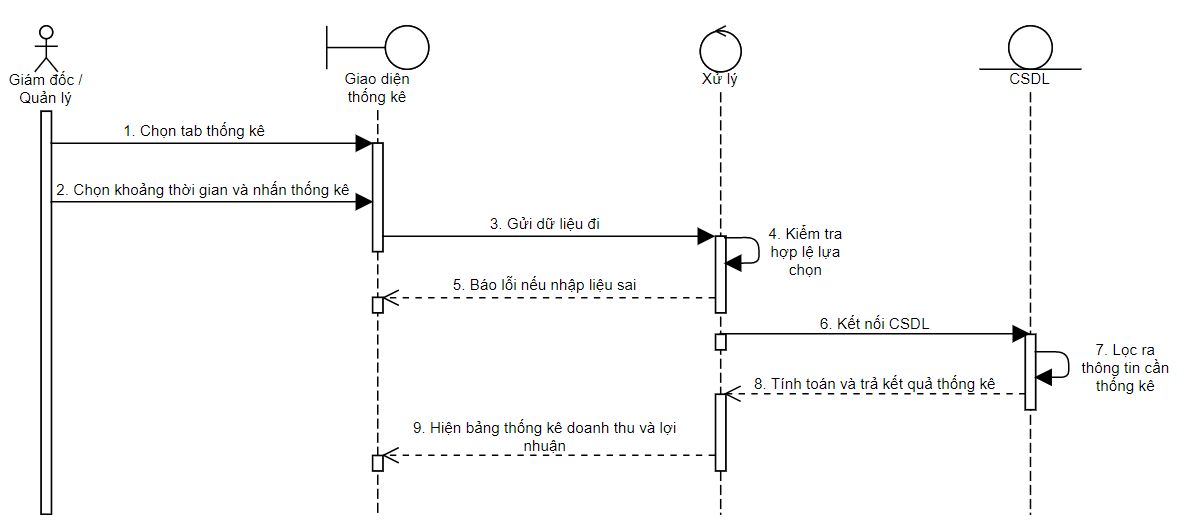 Giám đốc /
Quản lý
Giao diện
thống kê
Xử lý
CSDL
1. Chọn tab thống kê
2. Chọn khoảng thời gian và nhấn thống kê
3. Gửi dữ liệu đi
4. Kiểm tra
hợp lệ lựa
chọn
5. Báo lỗi nếu nhập liệu sai
6. Kết nối CSDL
7. Lọc ra
thông tin cần
thống kê
8. Tính toán và trả kết quả thống kê
9. Hiện bảng thống kê doanh thu và lợi
nhuận